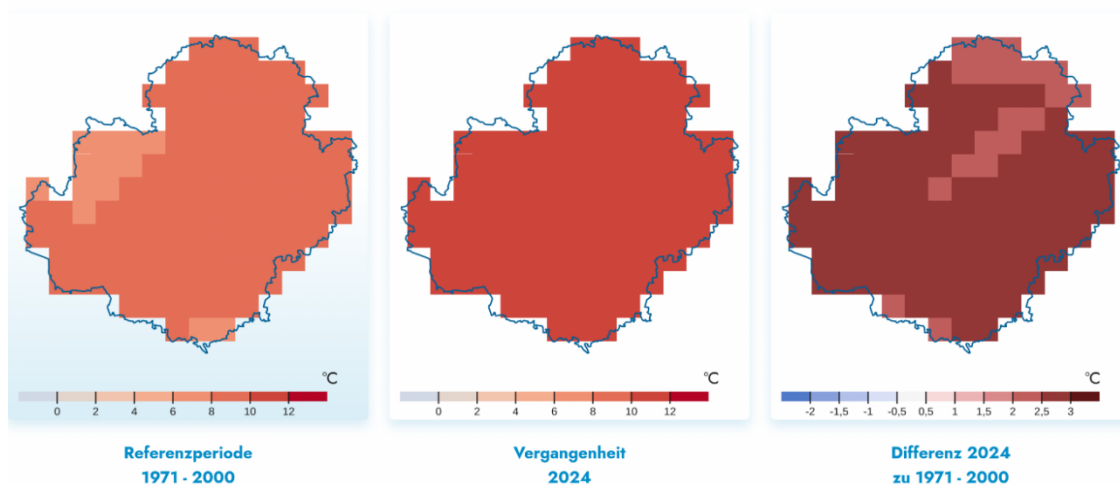 °C
0 2 4 6 8 10 12
Referenzperiode
1971 - 2000
°C
0 2 4 6 8 10 12
Vergangenheit
2024
°C
-2 -1,5 -1 -0,5 0,5 1 1,5 2 2,5 3
Differenz 2024
zu 1971 - 2000